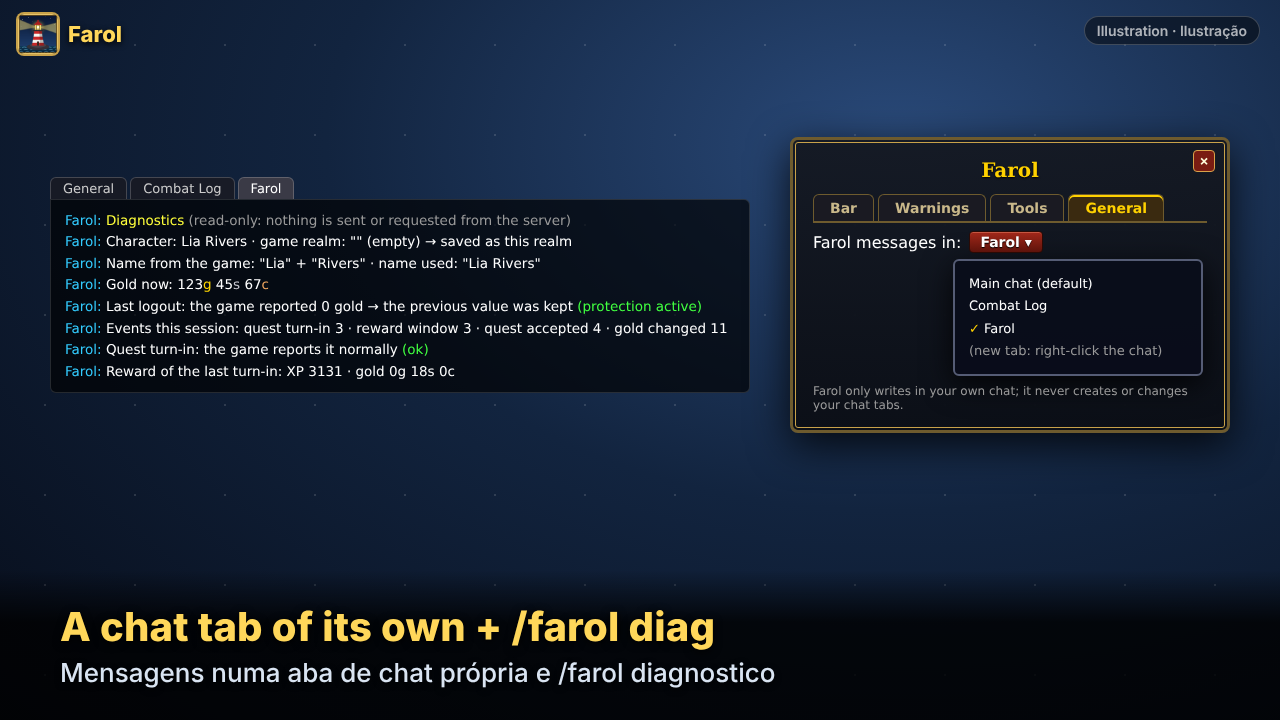 Farol
Illustration · Ilustração
General
Combat Log
Farol
Farol: Diagnostics (read-only: nothing is sent or requested from the server)
Farol: Character: Lia Rivers · game realm: "" (empty) → saved as this realm
Farol: Name from the game: "Lia" + "Rivers" · name used: "Lia Rivers"
Farol: Gold now: 123g 45s 67c
Farol: Last logout: the game reported 0 gold → the previous value was kept (protection active)
Farol: Events this session: quest turn-in 3 · reward window 3 · quest accepted 4 · gold changed 11
Farol: Quest turn-in: the game reports it normally (ok)
Farol: Reward of the last turn-in: XP 3131 · gold 0g 18s 0c
Farol
×
Bar
Warnings
Tools
General
Farol messages in: Farol ▾
Main chat (default)
Combat Log
✓ Farol
(new tab: right-click the chat)
Farol only writes in your own chat; it never creates or changes
your chat tabs.
A chat tab of its own + /farol diag
Mensagens numa aba de chat própria e /farol diagnostico